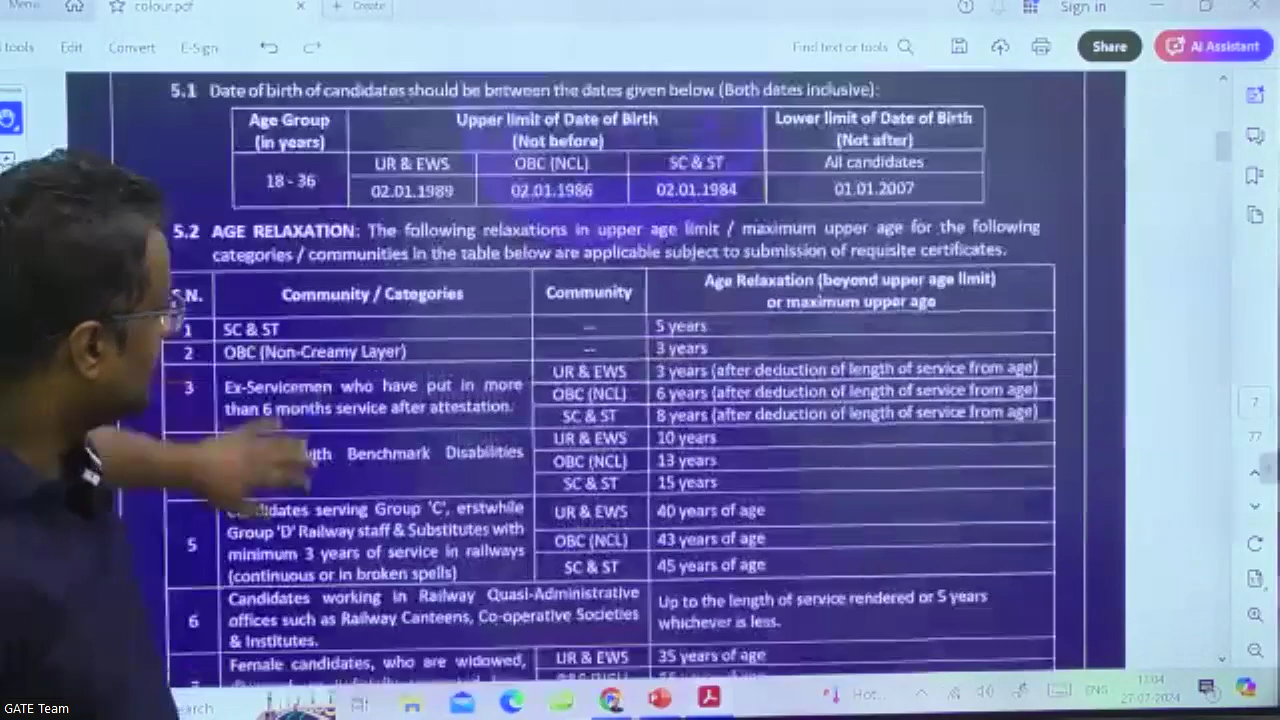 Menu
colour.pdf
Create
Sign in
tools Edit Convert E-Sign
Find text or tools
Share
AI Assistant
5.1 Date of birth of candidates should be between the dates given below (Both dates inclusive):
Age Group (in years)
Upper limit of Date of Birth (Not before)
Lower limit of Date of Birth (Not after)
UR & EWS OBC (NCL) SC & ST All candidates
18 - 36 02.01.1989 02.01.1986 02.01.1984 01.01.2007
5.2 AGE RELAXATION: The following relaxations in upper age limit / maximum upper age for the following
categories / communities in the table below are applicable subject to submission of requisite certificates.
.N. Community / Categories Community Age Relaxation (beyond upper age limit)
or maximum upper age
1 SC & ST -- 5 years
2 OBC (Non-Creamy Layer) -- 3 years
3 Ex-Servicemen who have put in more
than 6 months service after attestation.
UR & EWS 3 years (after deduction of length of service from age)
OBC (NCL) 6 years (after deduction of length of service from age)
SC & ST 8 years (after deduction of length of service from age)
Benchmark Disabilities
UR & EWS 10 years
OBC (NCL) 13 years
SC & ST 15 years
5 serving Group 'C', erstwhile
Group 'D' Railway staff & Substitutes with
minimum 3 years of service in railways
(continuous or in broken spells)
UR & EWS 40 years of age
OBC (NCL) 43 years of age
SC & ST 45 years of age
6 Candidates working in Railway Quasi-Administrative
offices such as Railway Canteens, Co-operative Societies
& Institutes.
Up to the length of service rendered or 5 years
whichever is less.
Female candidates, who are widowed,
UR & EWS 35 years of age
7
77
Hot...
ENG
27-07-2024
GATE Team